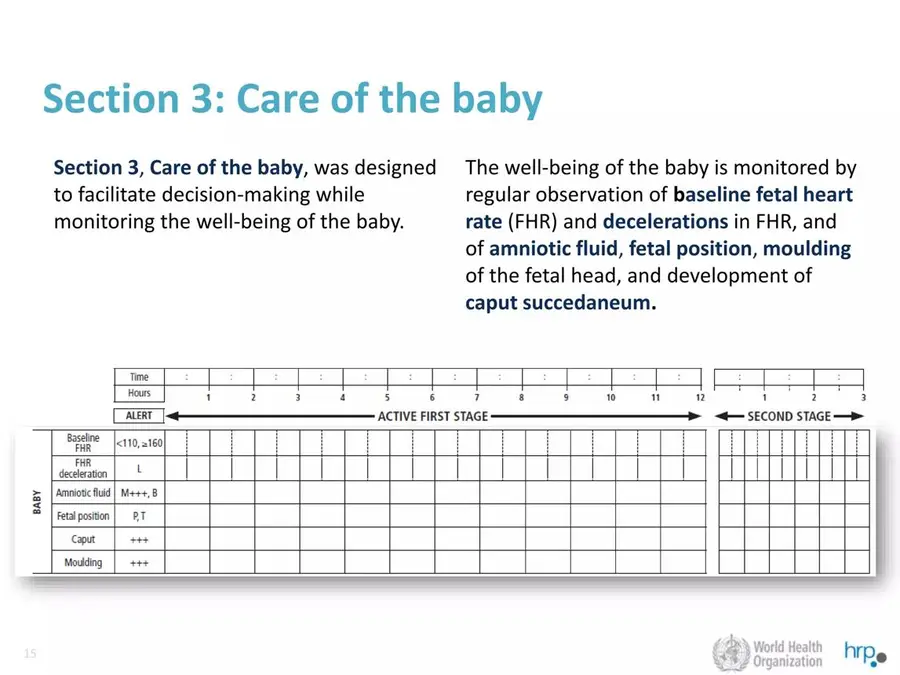 Section 3: Care of the baby
Section 3, Care of the baby, was designed
to facilitate decision-making while
monitoring the well-being of the baby.
The well-being of the baby is monitored by
regular observation of baseline fetal heart
rate (FHR) and decelerations in FHR, and
of amniotic fluid, fetal position, moulding
of the fetal head, and development of
caput succedaneum.
Time : : : : : : : : : : : : : : :
Hours 1 2 3 4 5 6 7 8 9 10 11 12 1 2 3
ALERT ACTIVE FIRST STAGE SECOND STAGE
BABY
Baseline
FHR <110, ≥160
FHR
deceleration L
Amniotic fluid M+++, B
Fetal position P, T
Caput +++
Moulding +++
15
World Health
Organization
hrp